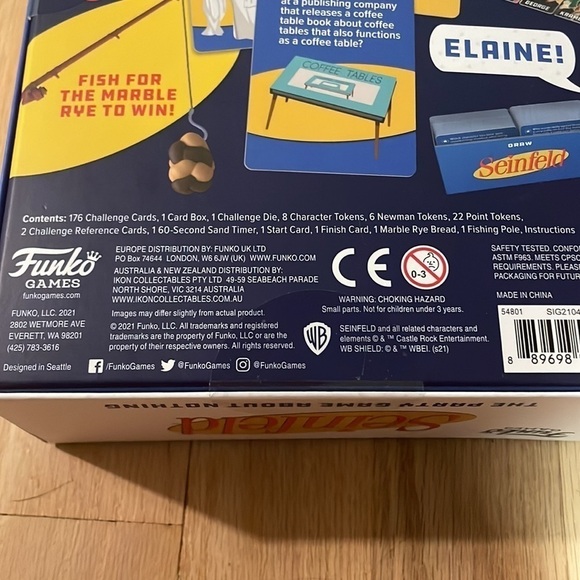 at a publishing company
that releases a coffee
table book about coffee
tables that also functions
as a coffee table?
GEORGE
COFFEE TABLES
ELAINE!
FISH FOR
THE MARBLE
RYE TO WIN!
DRAW
Seinfeld
Contents: 176 Challenge Cards, 1 Card Box, 1 Challenge Die, 8 Character Tokens, 6 Newman Tokens, 22 Point Tokens,
2 Challenge Reference Cards, 1 60-Second Sand Timer, 1 Start Card, 1 Finish Card, 1 Marble Rye Bread, 1 Fishing Pole, Instructions
Funko
GAMES
funkogames.com
FUNKO, LLC. 2021
2802 WETMORE AVE
EVERETT, WA 98201
(425) 783-3616
Designed in Seattle
EUROPE DISTRIBUTION BY: FUNKO UK LTD
PO Box 74644 LONDON, W6 6JW (UK) WWW.FUNKO.COM
AUSTRALIA & NEW ZEALAND DISTRIBUTION BY:
IKON COLLECTABLES PTY LTD 49-59 SEABEACH PARADE
NORTH SHORE, VIC 3214 AUSTRALIA
WWW.IKONCOLLECTABLES.COM.AU
Images may differ slightly from actual product.
© 2021 Funko, LLC. All trademarks and registered
trademarks are the property of Funko, LLC or are the
property of their respective owners. All rights reserved.
f /FunkoGames @FunkoGames @FunkoGames
CE
0-3
WARNING: CHOKING HAZARD
Small parts. Not for children under 3 years.
WB
SEINFELD and all related characters and
elements © & ™ Castle Rock Entertainment.
WB SHIELD: © & ™ WBEI. (s21)
SAFETY TESTED.
ASTM F963. MEETS
REQUIREMENTS.
PACKAGING FOR
MADE IN CHINA
54801 SIG2104
8 89698
THE PARTY GAME ABOUT NOTHING
Seinfeld
Funko
GAMES